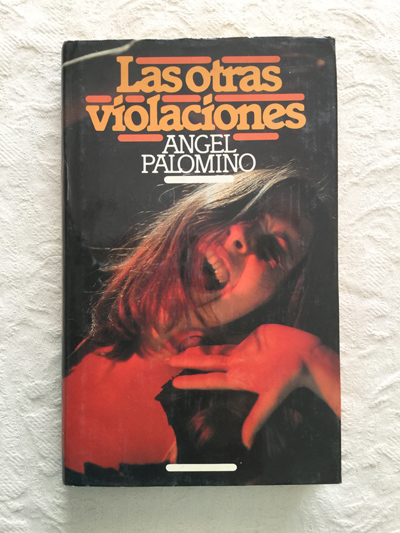 Las otras
violaciones
ANGEL
PALOMINO